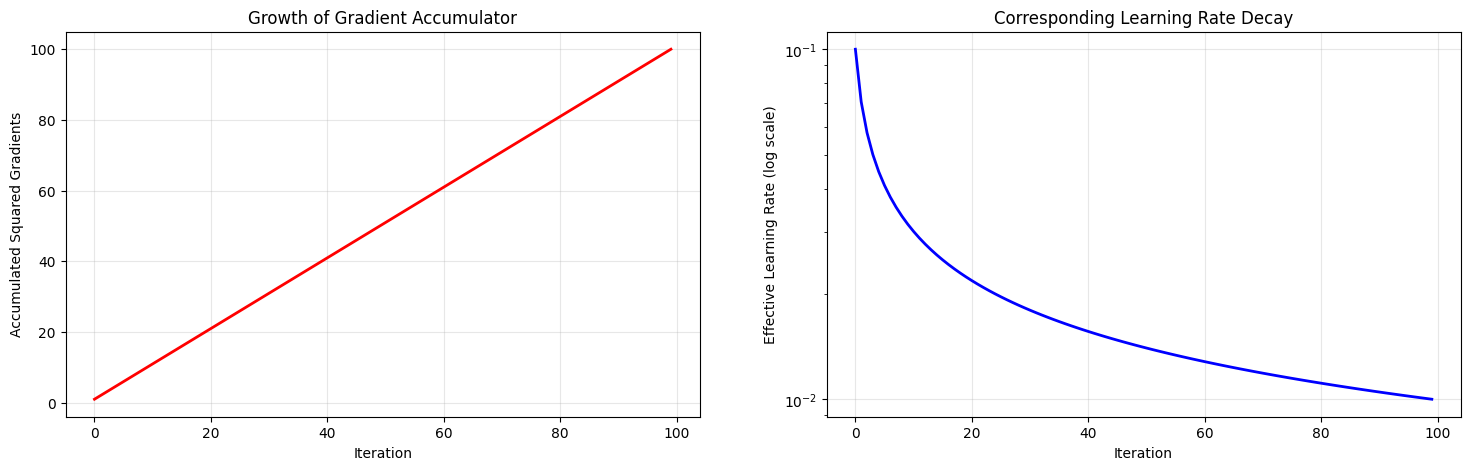 Growth of Gradient Accumulator
Accumulated Squared Gradients
100
80
60
40
20
0
0 20 40 60 80 100
Iteration
Corresponding Learning Rate Decay
Effective Learning Rate (log scale)
10⁻¹
10⁻²
0 20 40 60 80 100
Iteration